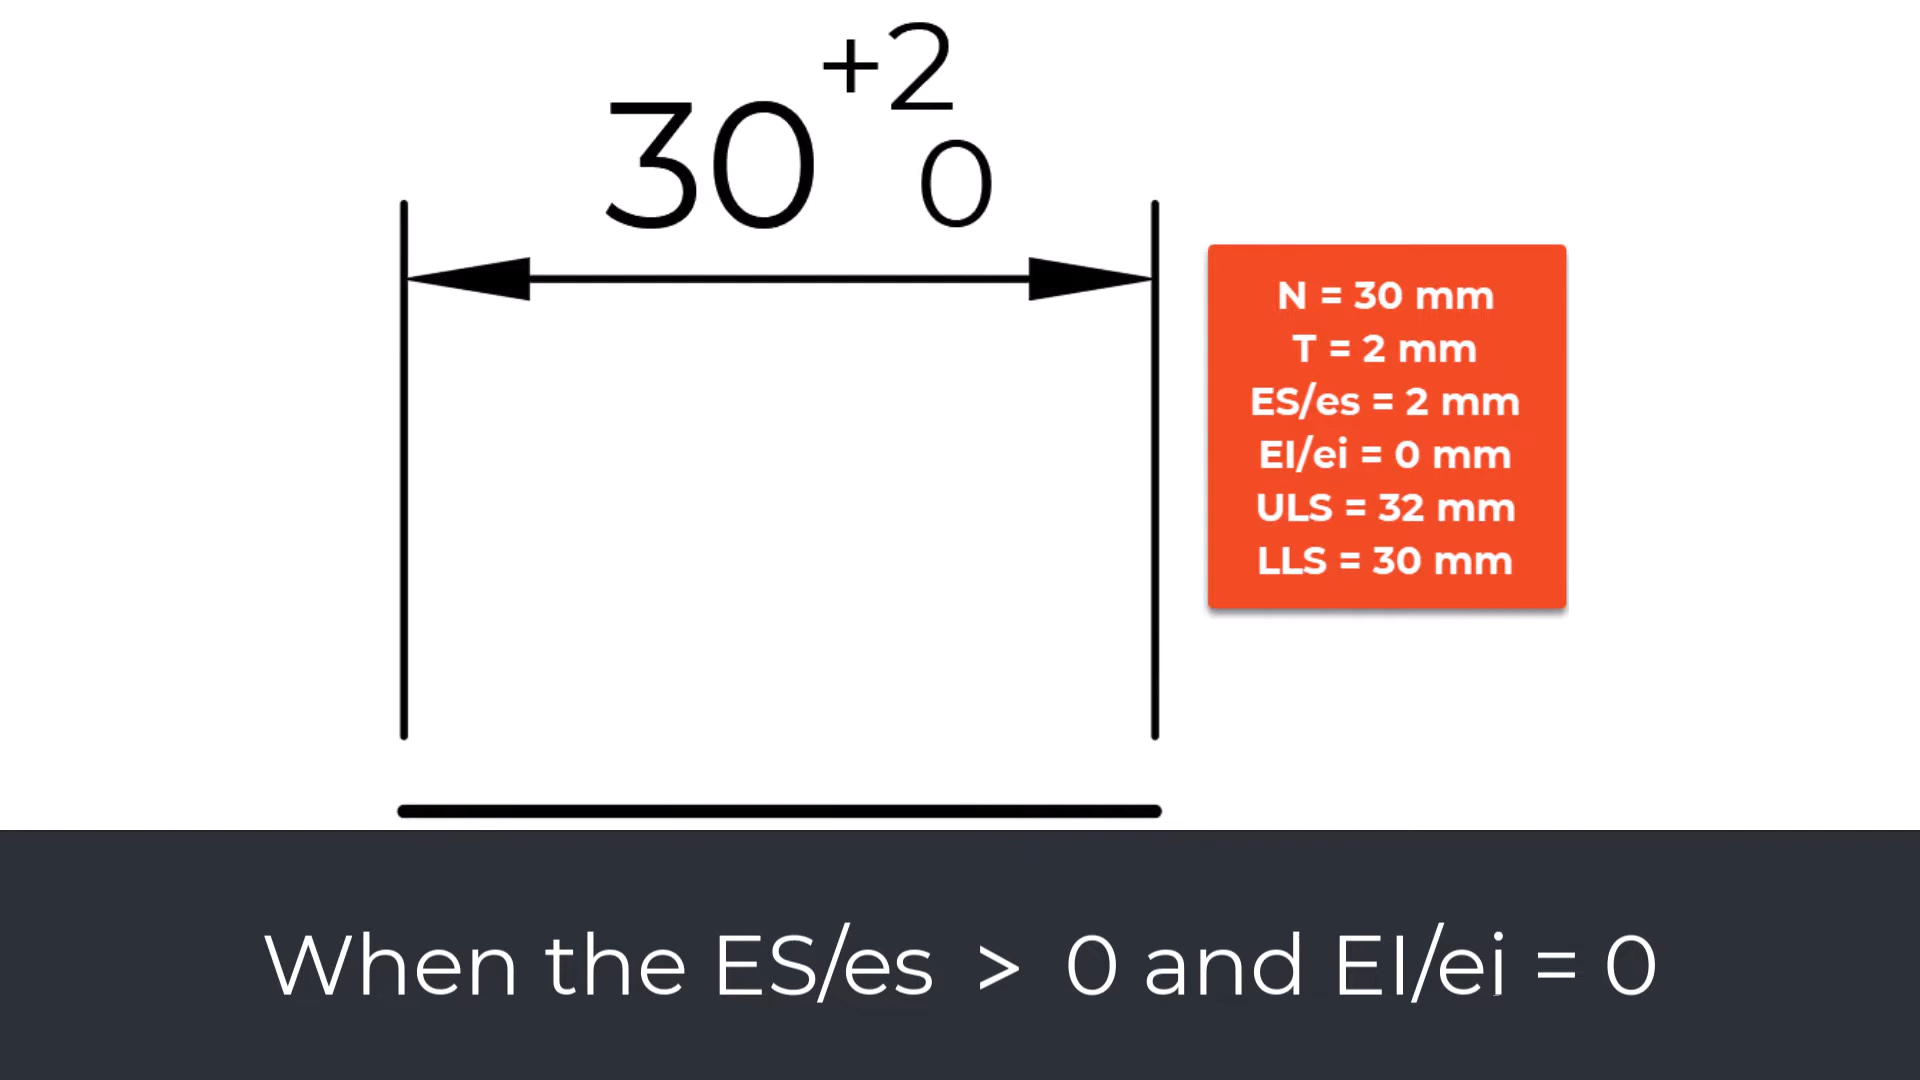 30 +2 0
N = 30 mm
T = 2 mm
ES/es = 2 mm
EI/ei = 0 mm
ULS = 32 mm
LLS = 30 mm
When the ES/es > 0 and EI/ei = 0